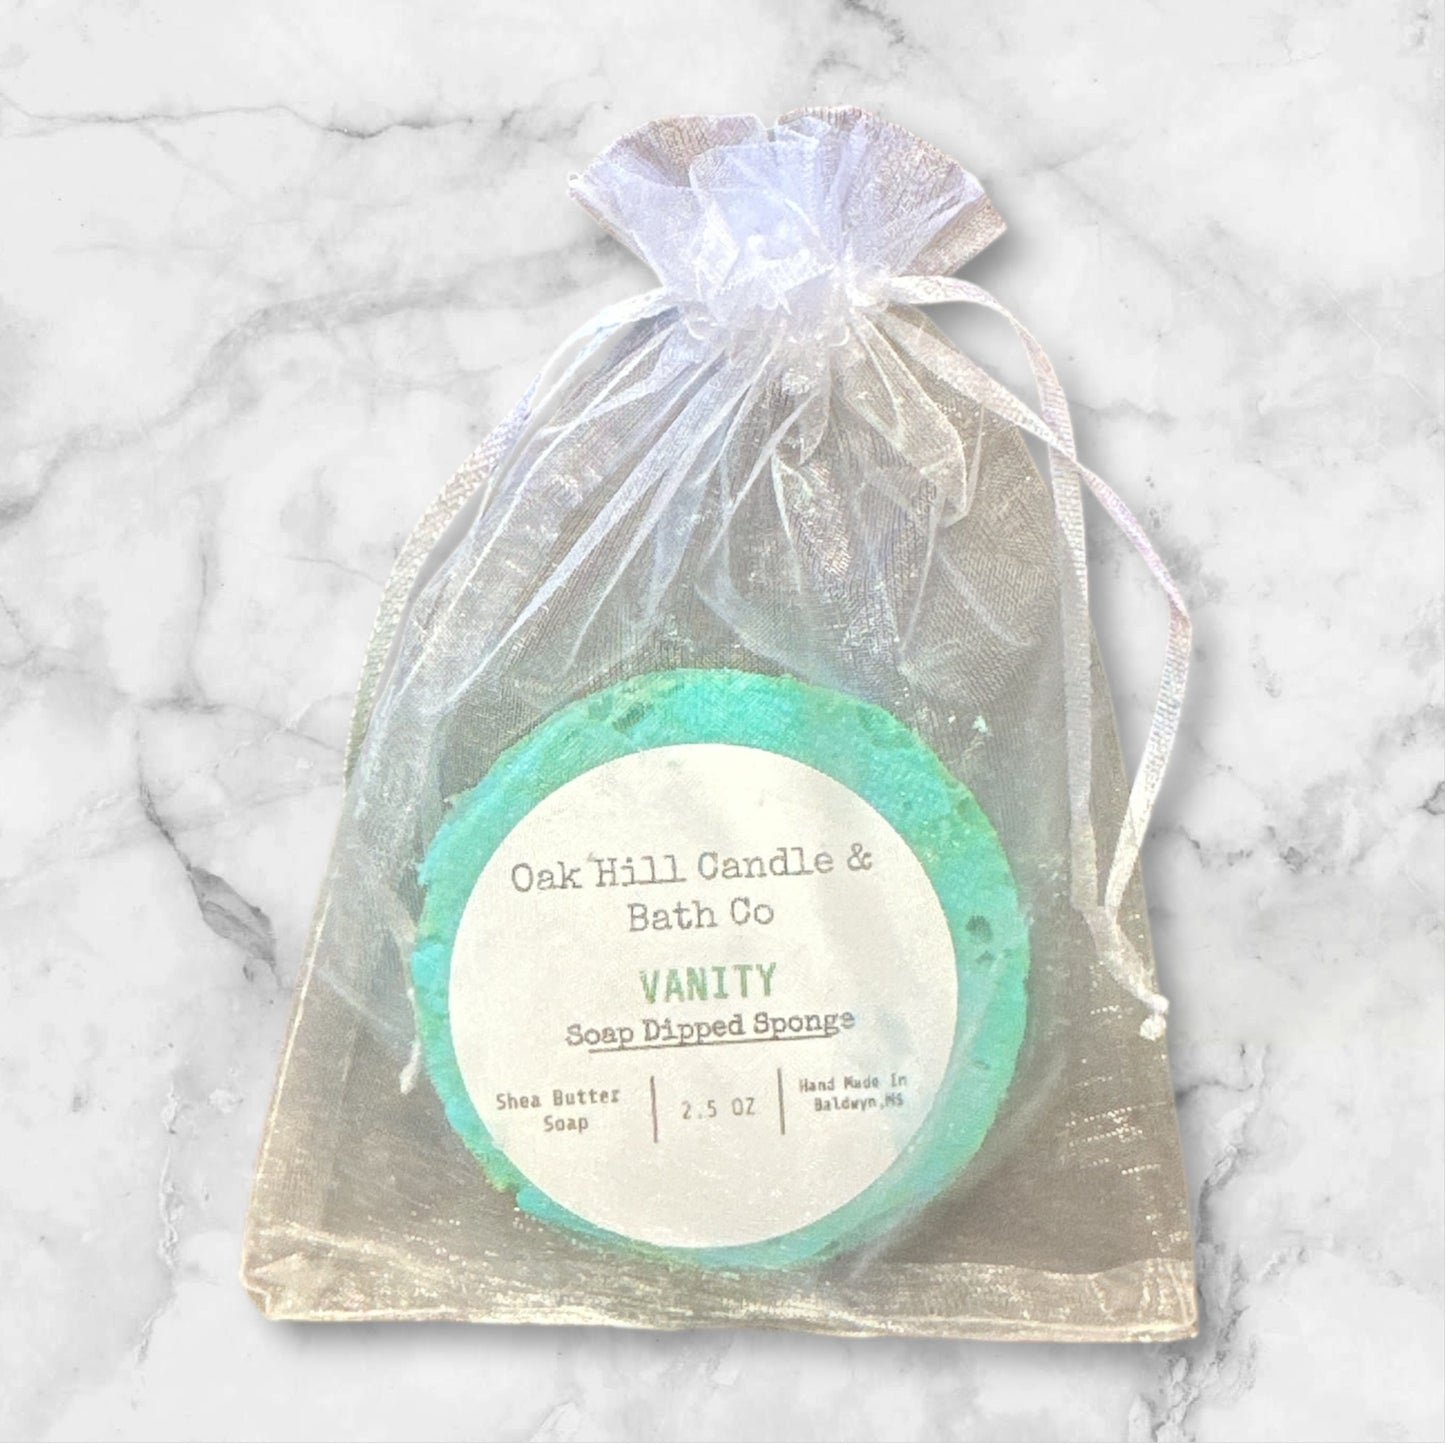 Oak Hill Candle &
Bath Co
VANITY
Soap Dipped Sponge
Shea Butter
Soap
2.5 OZ
Hand Made In
Baldwyn,MS